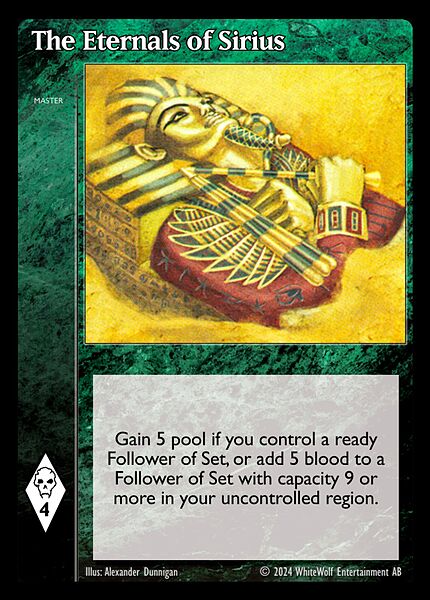 The Eternals of Sirius
MASTER
Gain 5 pool if you control a ready
Follower of Set, or add 5 blood to a
Follower of Set with capacity 9 or
more in your uncontrolled region.
4
Illus: Alexander Dunnigan
© 2024 WhiteWolf Entertainment AB